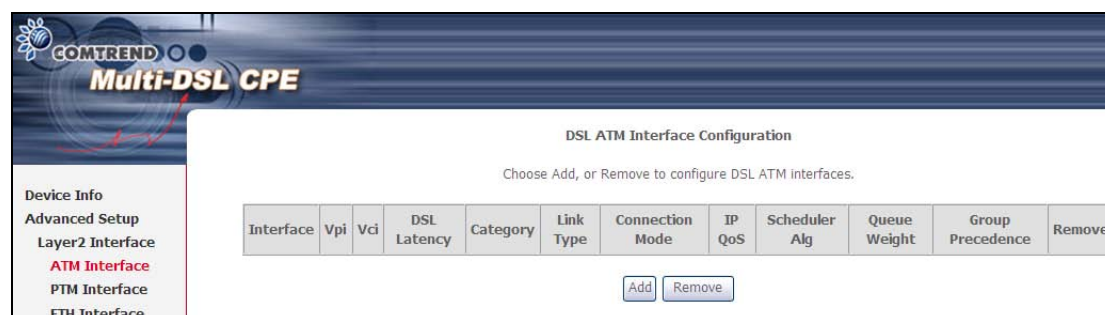 COMTREND
Multi-DSL CPE
DSL ATM Interface Configuration
Choose Add, or Remove to configure DSL ATM interfaces.
Device Info
Advanced Setup
Layer2 Interface
ATM Interface
PTM Interface
ETH Interface
Interface Vpi Vci DSL Latency Category Link Type Connection Mode IP QoS Scheduler Alg Queue Weight Group Precedence Remove
Add Remove